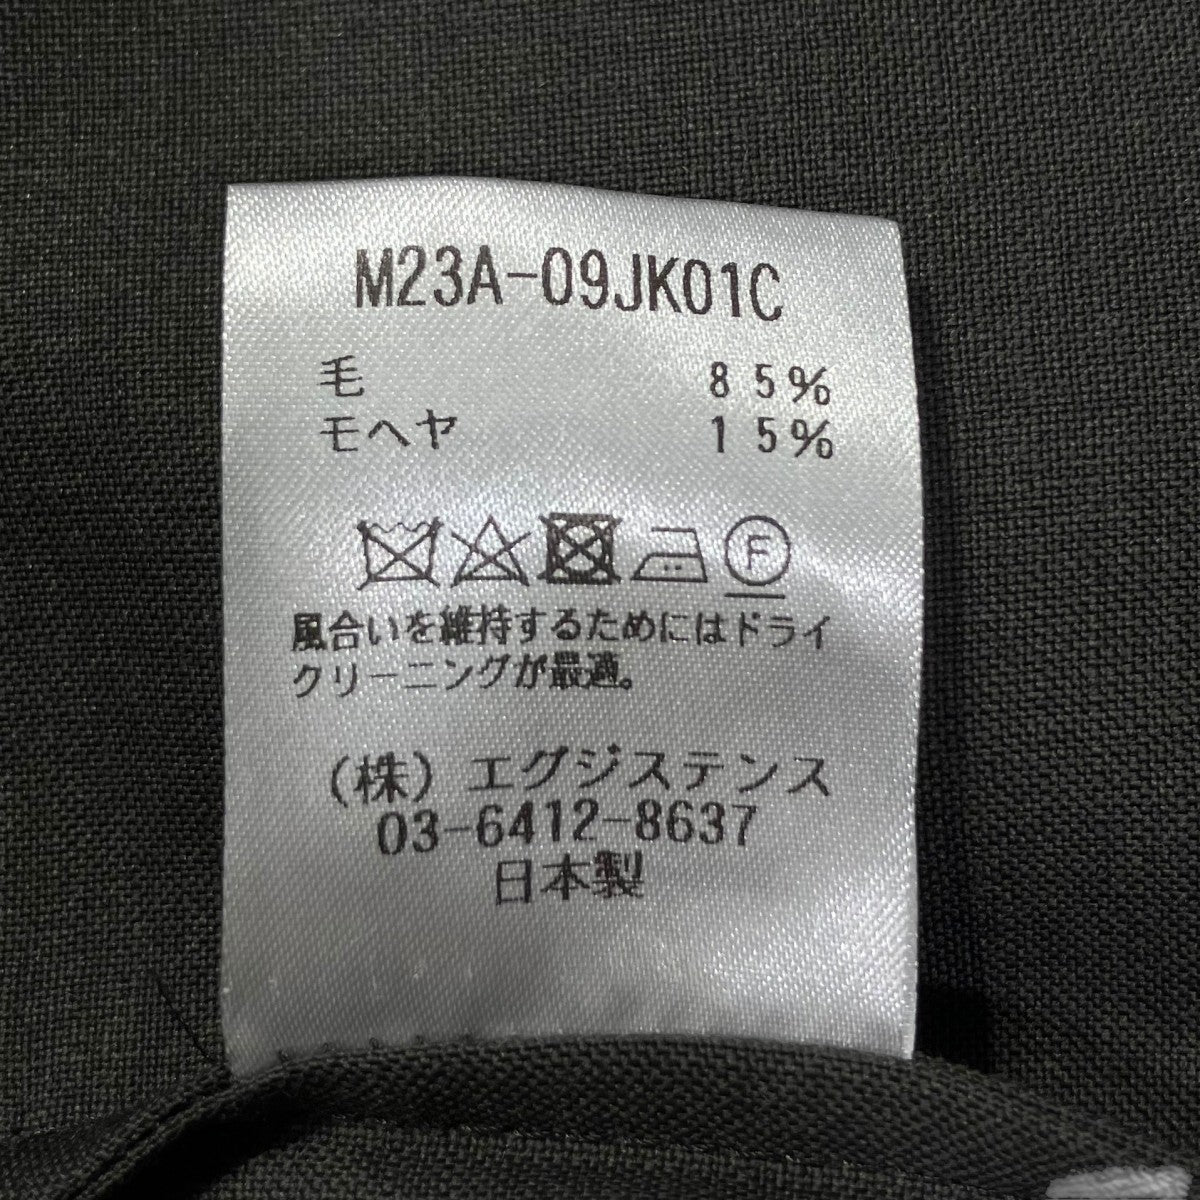 M23A-09JK01C
毛 85%
モヘヤ 15%
F
風合いを維持するためにはドライ
クリーニングが最適。
(株)エグジステンス
03-6412-8637
日本製